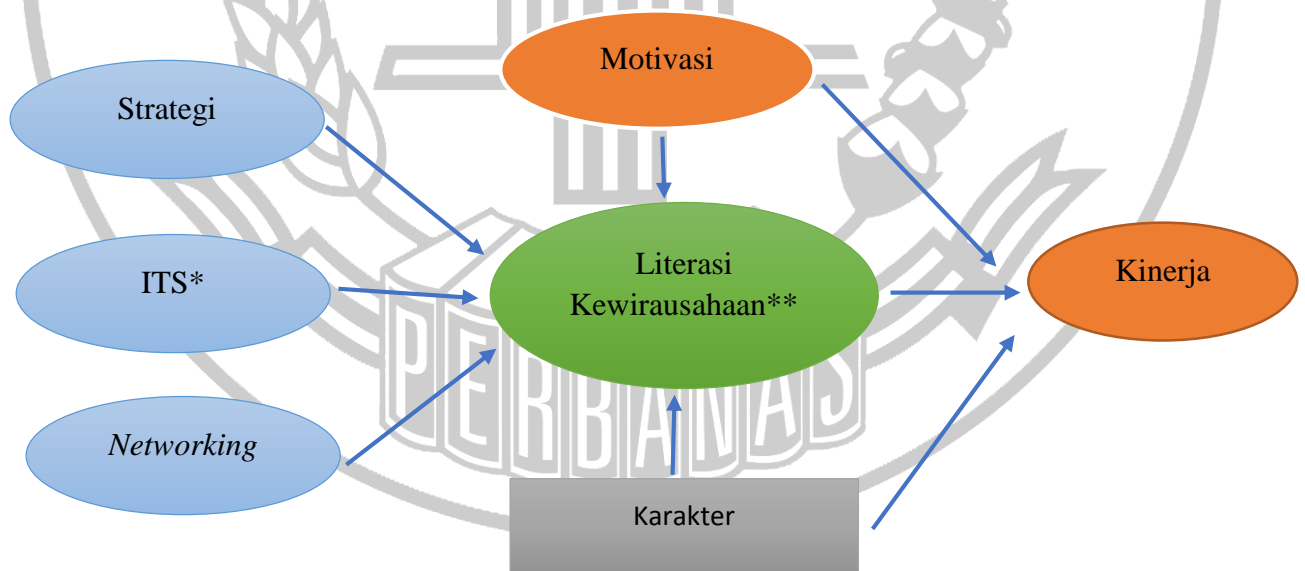 Motivasi
Strategi
Literasi
Kewirausahaan**
ITS*
Kinerja
PERBANAS
Networking
Karakter